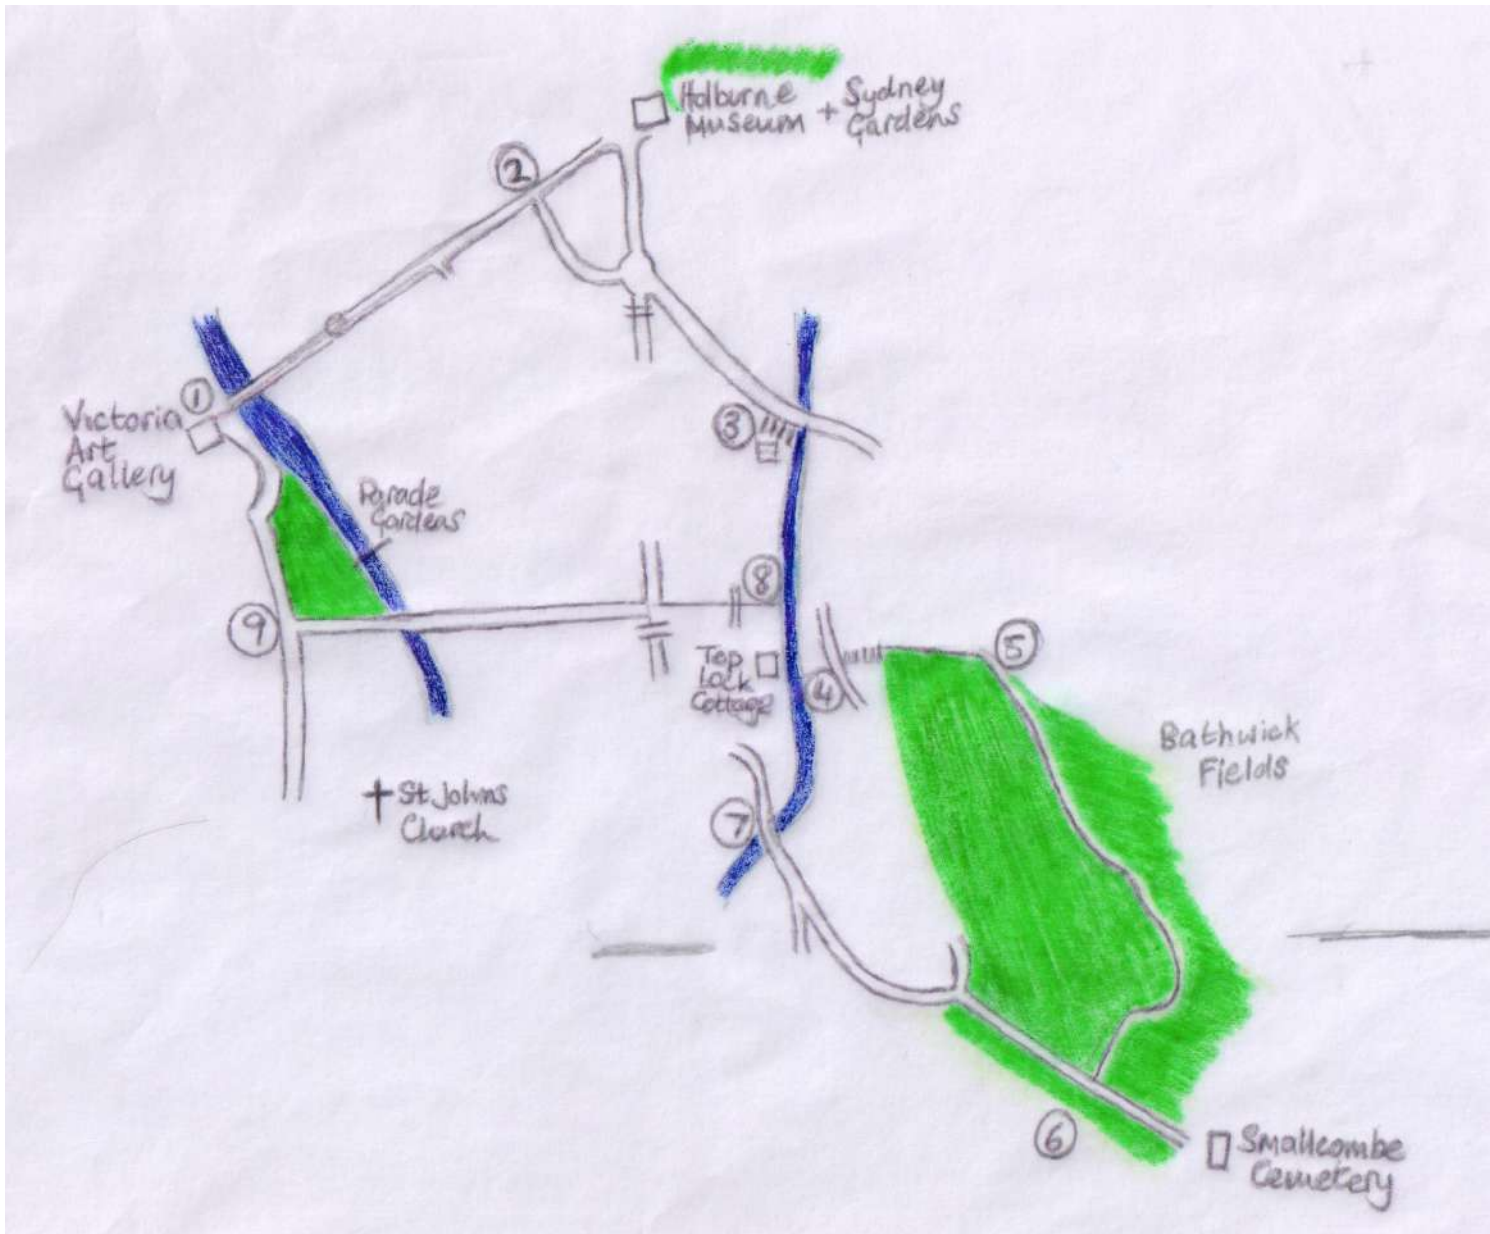 Holburne
Museum + Sydney
Gardens
2
1
Victoria
Art
Gallery
3
Parade
Gardens
8
9
5
Top
Lock
Cottage
4
Bathwick
Fields
St Johns
Church
7
6
Smallcombe
Cemetery